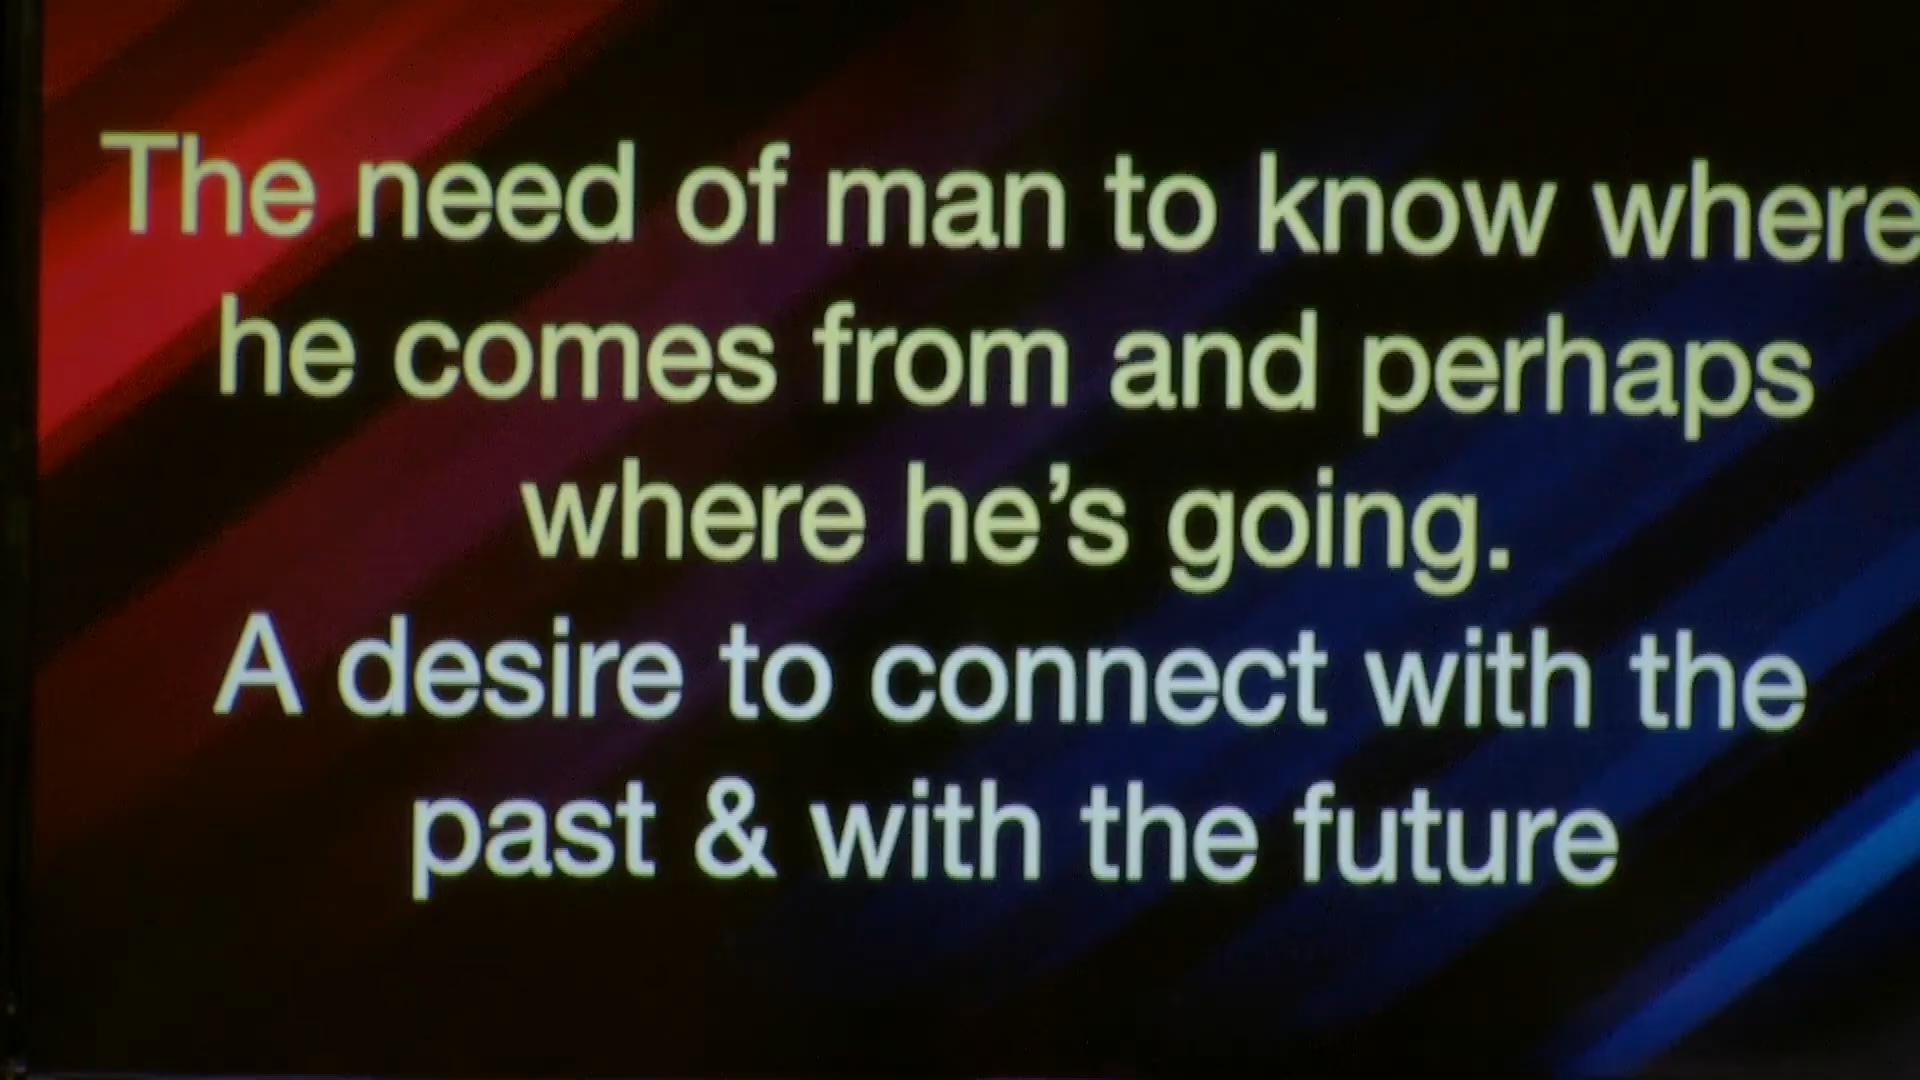 The need of man to know where
he comes from and perhaps
where he’s going.
A desire to connect with the
past & with the future